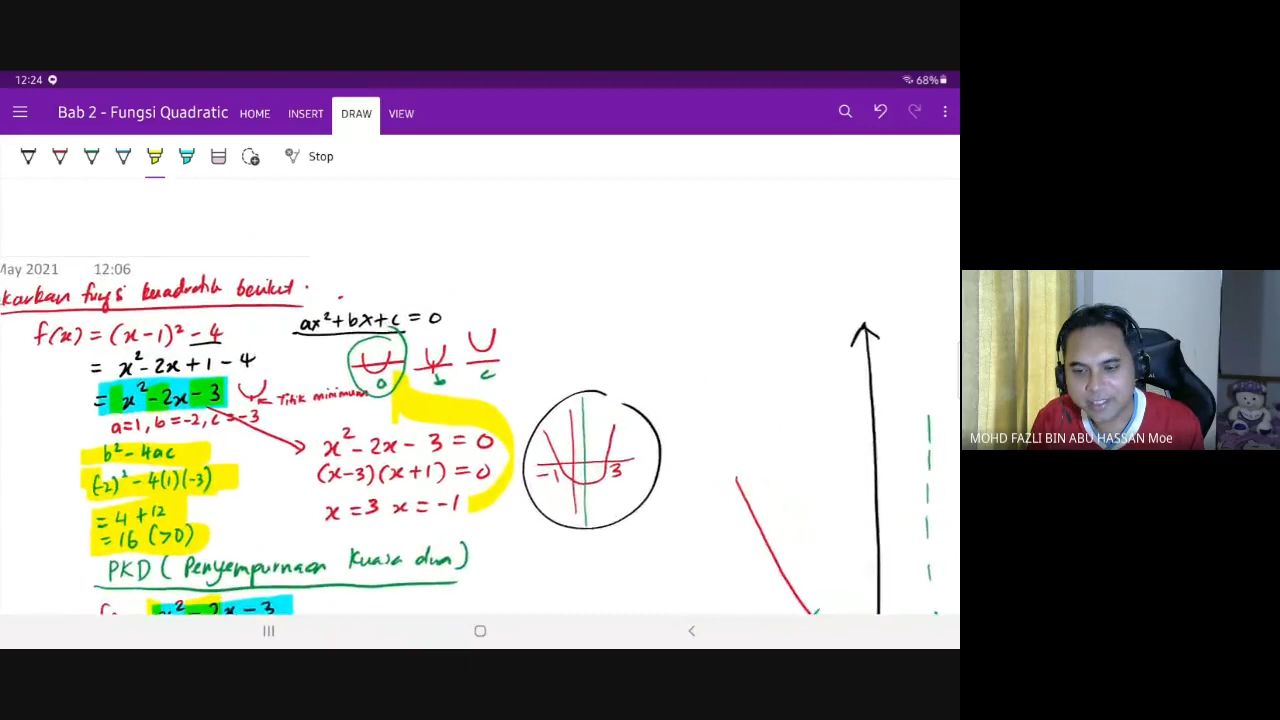 12:24 68%
Bab 2 - Fungsi Quadratic HOME INSERT DRAW VIEW
Stop
May 2021 12:06
karkan fungsi kuadratik berikut.
f(x) = (x-1)² - 4
= x² - 2x + 1 - 4
= x² - 2x - 3
Titik minimum
a=1, b=-2, c=-3
b² - 4ac
(-2)² - 4(1)(-3)
= 4 + 12
= 16 (>0)
ax² + bx + c = 0
a b c
x² - 2x - 3 = 0
(x-3)(x+1) = 0
x = 3 x = -1
-1 3
PKD (Penyempurnaan Kuasa dua)
x² - 2x - 3
MOHD FAZLI BIN ABU HASSAN Moe